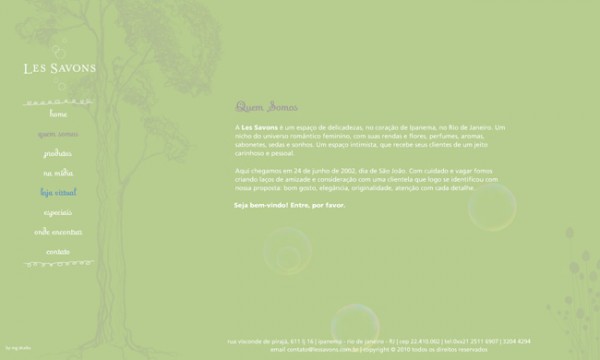 LES SAVONS
home
quem somos
produtos
na mídia
loja virtual
especiais
onde encontrar
contato
Quem Somos
A Les Savons é um espaço de delicadezas, no coração de Ipanema, no Rio de Janeiro. Um
nicho do universo romântico feminino, com suas rendas e flores, perfumes, aromas,
sabonetes, sedas e sonhos. Um espaço intimista, que recebe seus clientes de um jeito
carinhoso e pessoal.
Aqui chegamos em 24 de junho de 2002, dia de São João. Com cuidado e vagar fomos
criando laços de amizade e consideração com uma clientela que logo se identificou com
nossa proposta: bom gosto, elegância, originalidade, atenção com cada detalhe.
Seja bem-vindo! Entre, por favor.
rua visconde de pirajá, 611 lj 16 | ipanema - rio de janeiro - RJ | cep 22.410.002 | tel:(0xx)21 2511 6997 | 3204 8254
email contato@lessavons.com.br | copyright © 2010 todos os direitos reservados